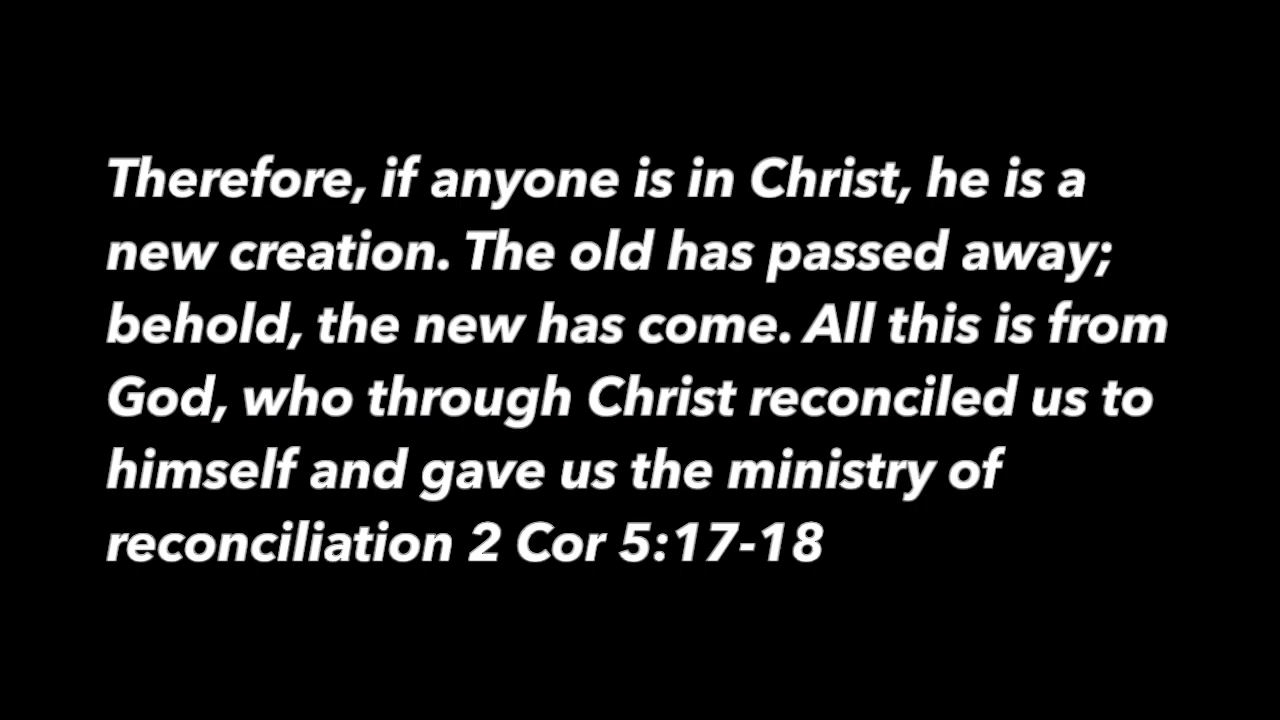 Therefore, if anyone is in Christ, he is a
new creation. The old has passed away;
behold, the new has come. All this is from
God, who through Christ reconciled us to
himself and gave us the ministry of
reconciliation 2 Cor 5:17-18